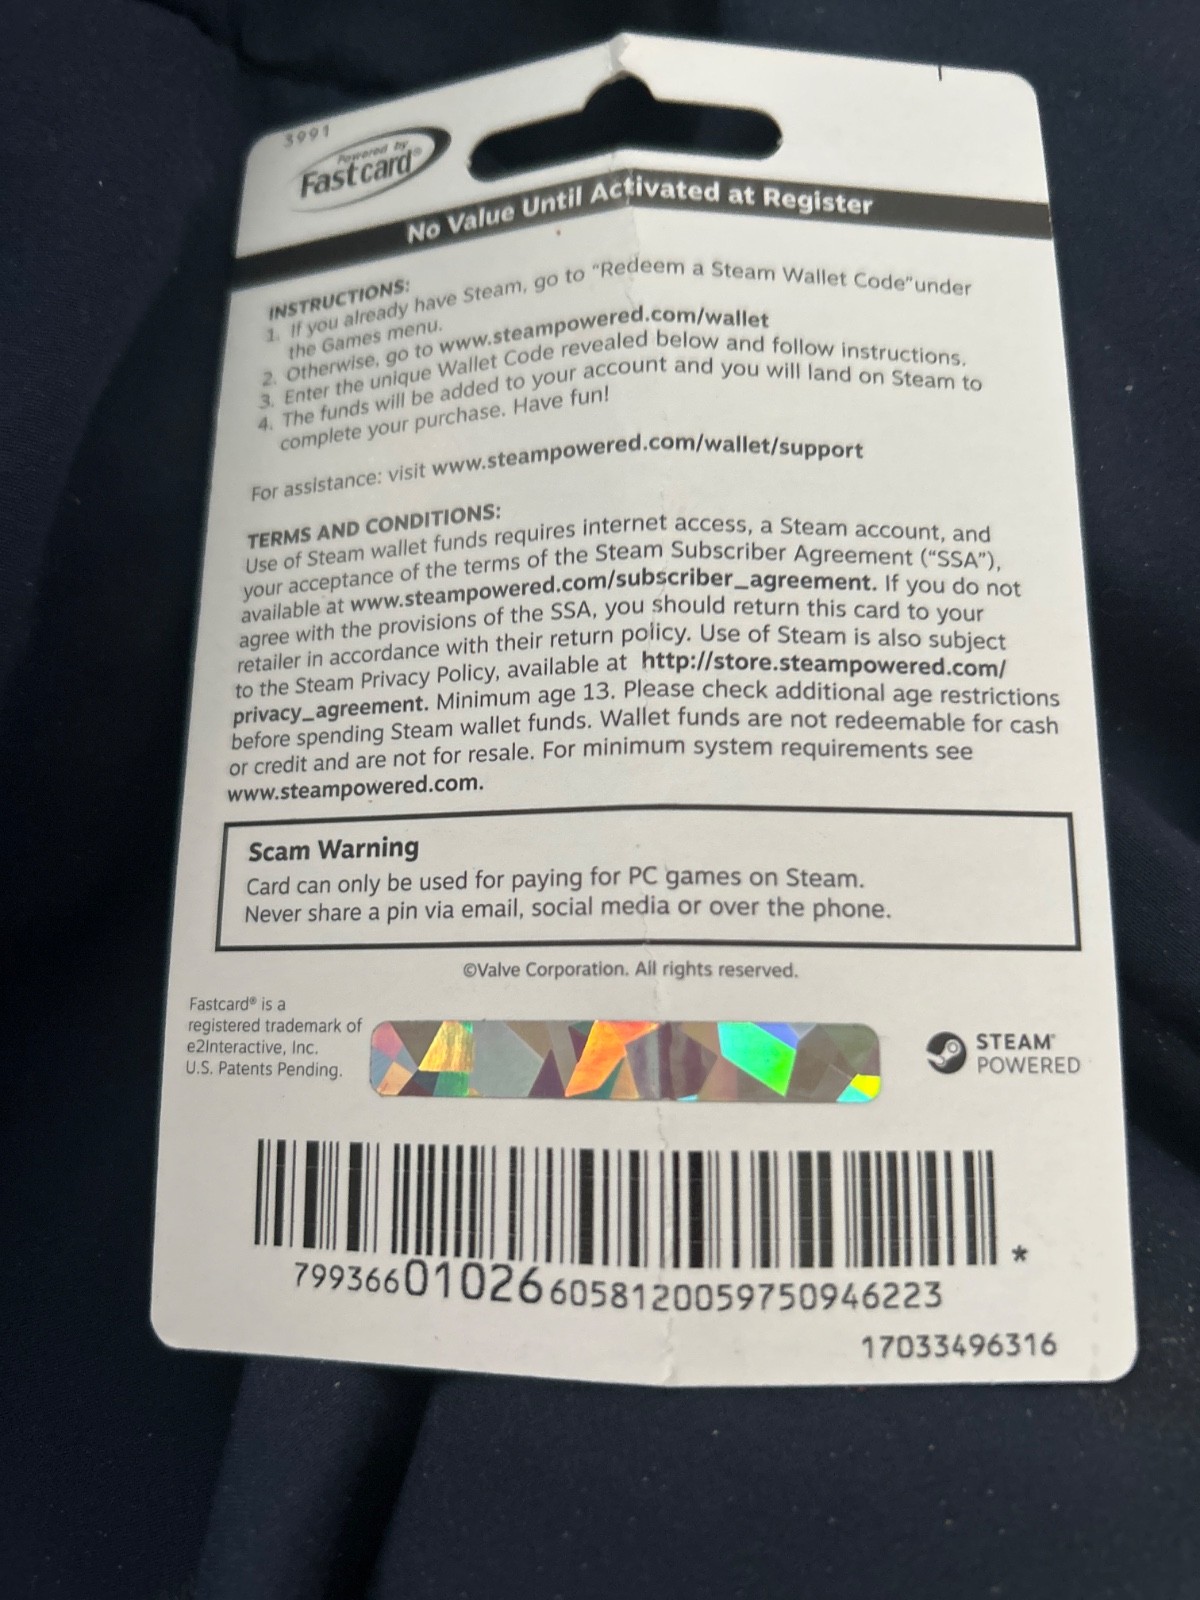 3991
Powered by
Fastcard®
No Value Until Activated at Register
INSTRUCTIONS:
1. If you already have Steam, go to "Redeem a Steam Wallet Code"under
the Games menu.
2. Otherwise, go to www.steampowered.com/wallet
3. Enter the unique Wallet Code revealed below and follow instructions.
4. The funds will be added to your account and you will land on Steam to
complete your purchase. Have fun!
For assistance: visit www.steampowered.com/wallet/support
TERMS AND CONDITIONS:
Use of Steam wallet funds requires internet access, a Steam account, and
your acceptance of the terms of the Steam Subscriber Agreement (“SSA”),
available at www.steampowered.com/subscriber_agreement. If you do not
agree with the provisions of the SSA, you should return this card to your
retailer in accordance with their return policy. Use of Steam is also subject
to the Steam Privacy Policy, available at http://store.steampowered.com/
privacy_agreement. Minimum age 13. Please check additional age restrictions
before spending Steam wallet funds. Wallet funds are not redeemable for cash
or credit and are not for resale. For minimum system requirements see
www.steampowered.com.
Scam Warning
Card can only be used for paying for PC games on Steam.
Never share a pin via email, social media or over the phone.
©Valve Corporation. All rights reserved.
Fastcard® is a
registered trademark of
e2Interactive, Inc.
U.S. Patents Pending.
STEAM™
POWERED
*
799366010266058120059750946223
17033496316